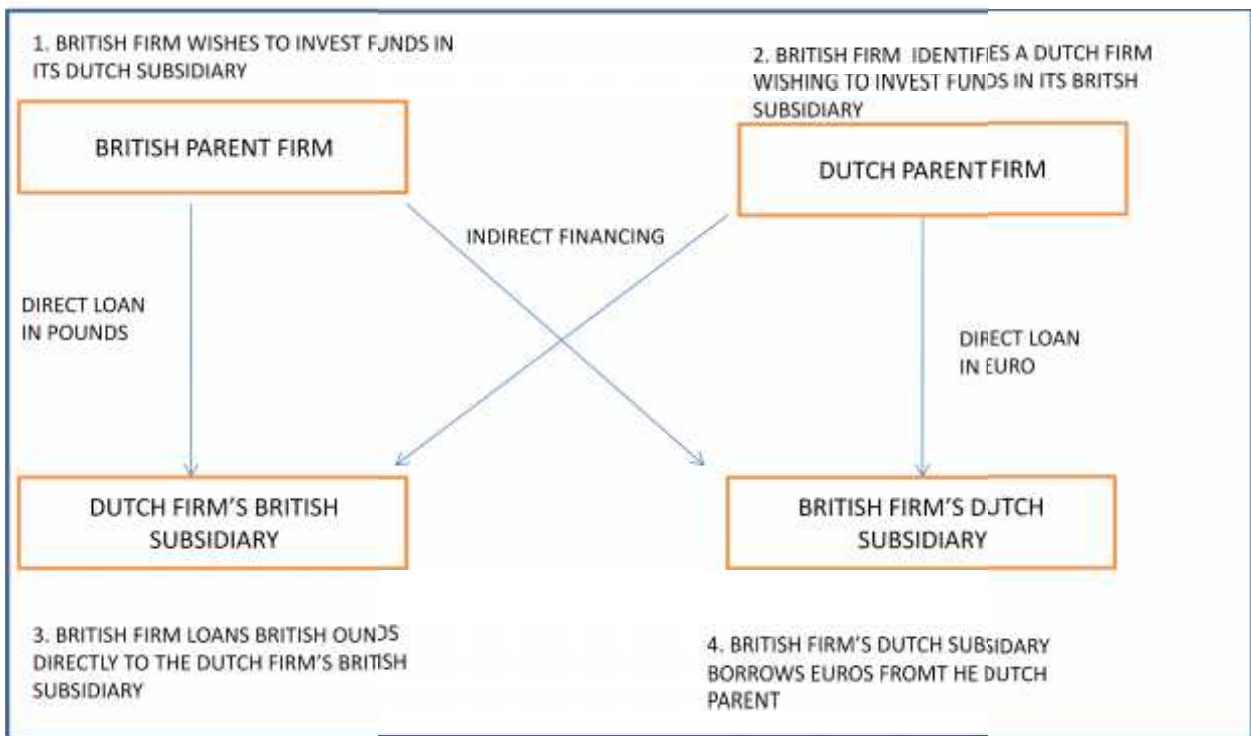 1. BRITISH FIRM WISHES TO INVEST FUNDS IN
ITS DUTCH SUBSIDIARY
2. BRITISH FIRM IDENTIFIES A DUTCH FIRM
WISHING TO INVEST FUNDS IN ITS BRITSH
SUBSIDIARY
BRITISH PARENT FIRM
DUTCH PARENT FIRM
INDIRECT FINANCING
DIRECT LOAN
IN POUNDS
DIRECT LOAN
IN EURO
DUTCH FIRM'S BRITISH
SUBSIDIARY
BRITISH FIRM'S DUTCH
SUBSIDIARY
3. BRITISH FIRM LOANS BRITISH OUNDS
DIRECTLY TO THE DUTCH FIRM'S BRITISH
SUBSIDIARY
4. BRITISH FIRM'S DUTCH SUBSIDARY
BORROWS EUROS FROMT HE DUTCH
PARENT